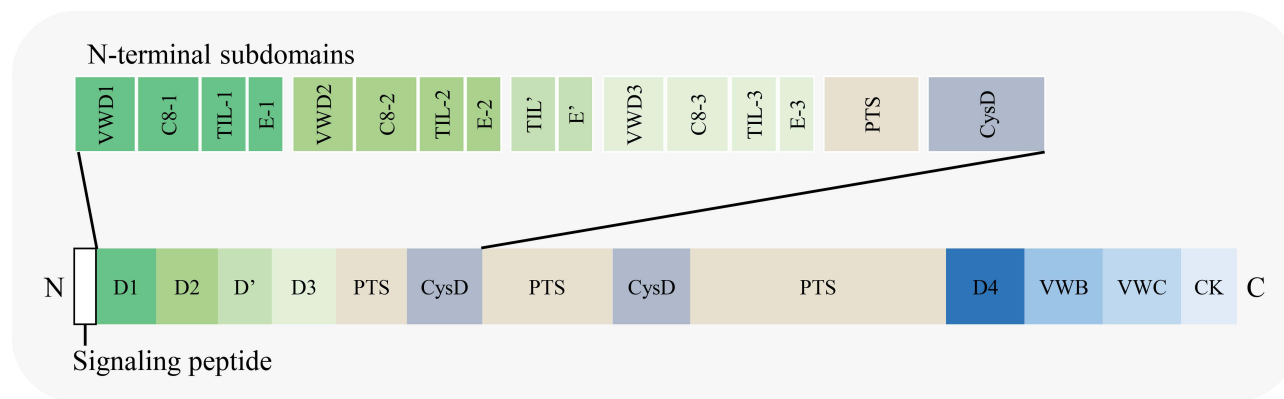 N-terminal subdomains
VWD1 C8-1 TIL-1 E-1 VWD2 C8-2 TIL-2 E-2 TIL’ E’ VWD3 C8-3 TIL-3 E-3 PTS CysD
N D1 D2 D’ D3 PTS CysD PTS CysD PTS D4 VWB VWC CK C
Signaling peptide